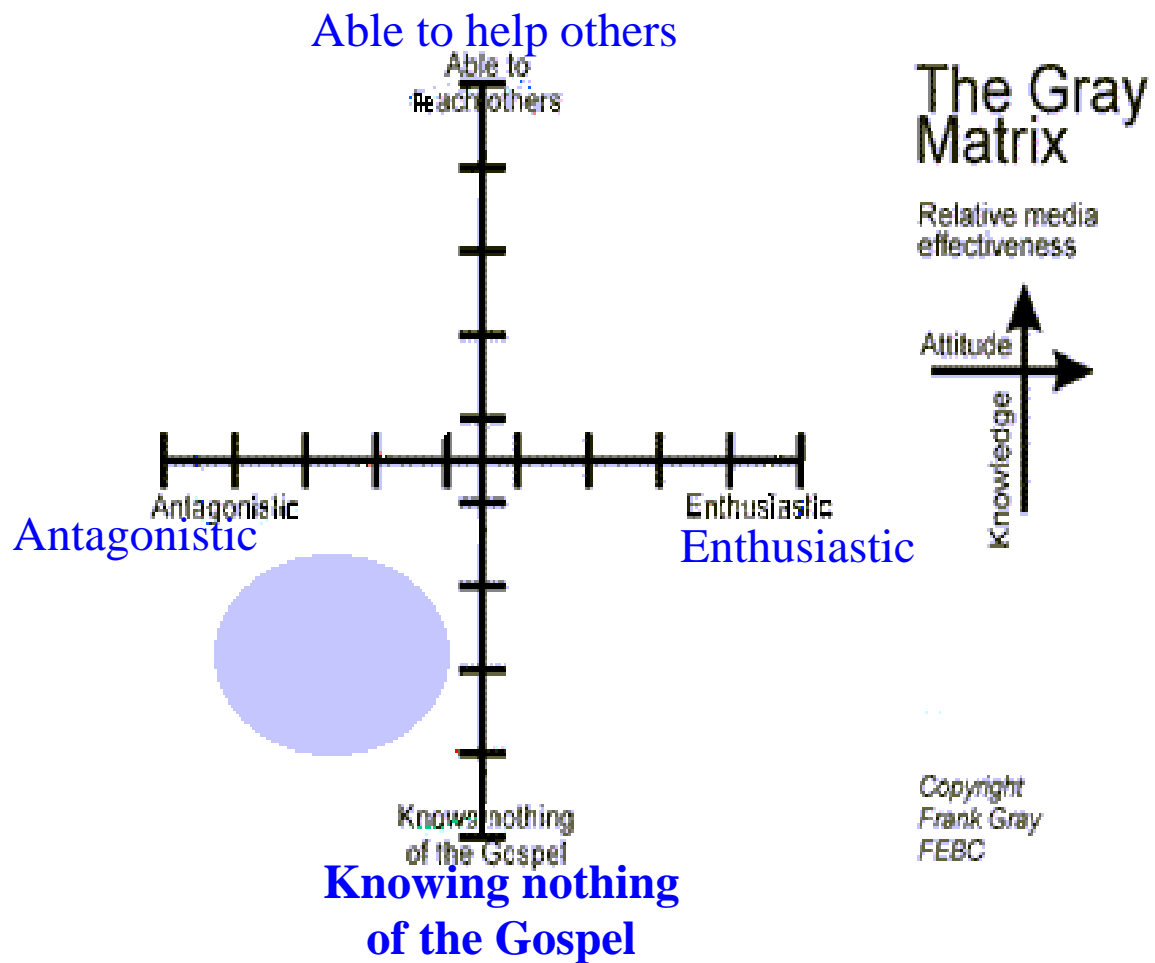 Able to help others
Able to
Reach others
The Gray
Matrix
Relative media
effectiveness
Attitude
Knowledge
Antagonistic
Enthusiastic
Antagonistic
Enthusiastic
Knows nothing
of the Gospel
Knowing nothing
of the Gospel
Copyright
Frank Gray
FEBC